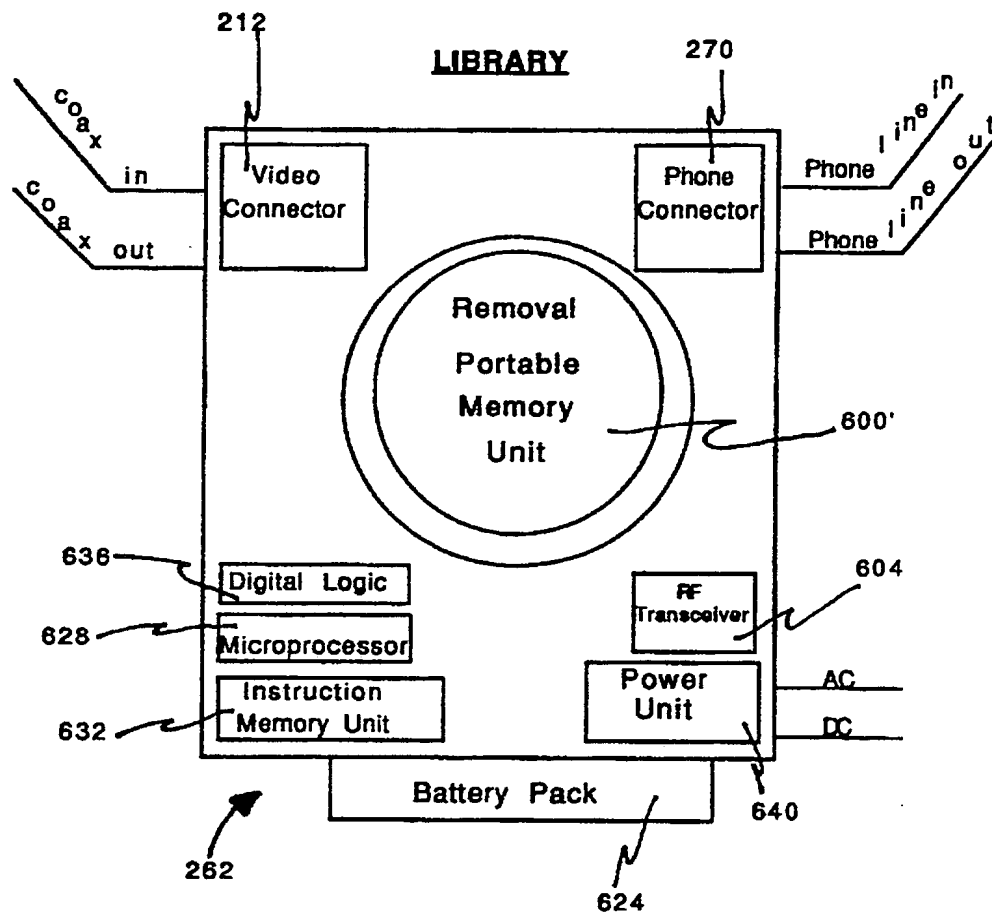 212
LIBRARY
270
coax in
coax out
Video
Connector
Phone
Connector
Phone line in
Phone line out
Removal
Portable
Memory
Unit
600'
636
Digital Logic
628
Microprocessor
632
Instruction
Memory Unit
RF
Transceiver
604
Power
Unit
AC
DC
640
Battery Pack
262
624